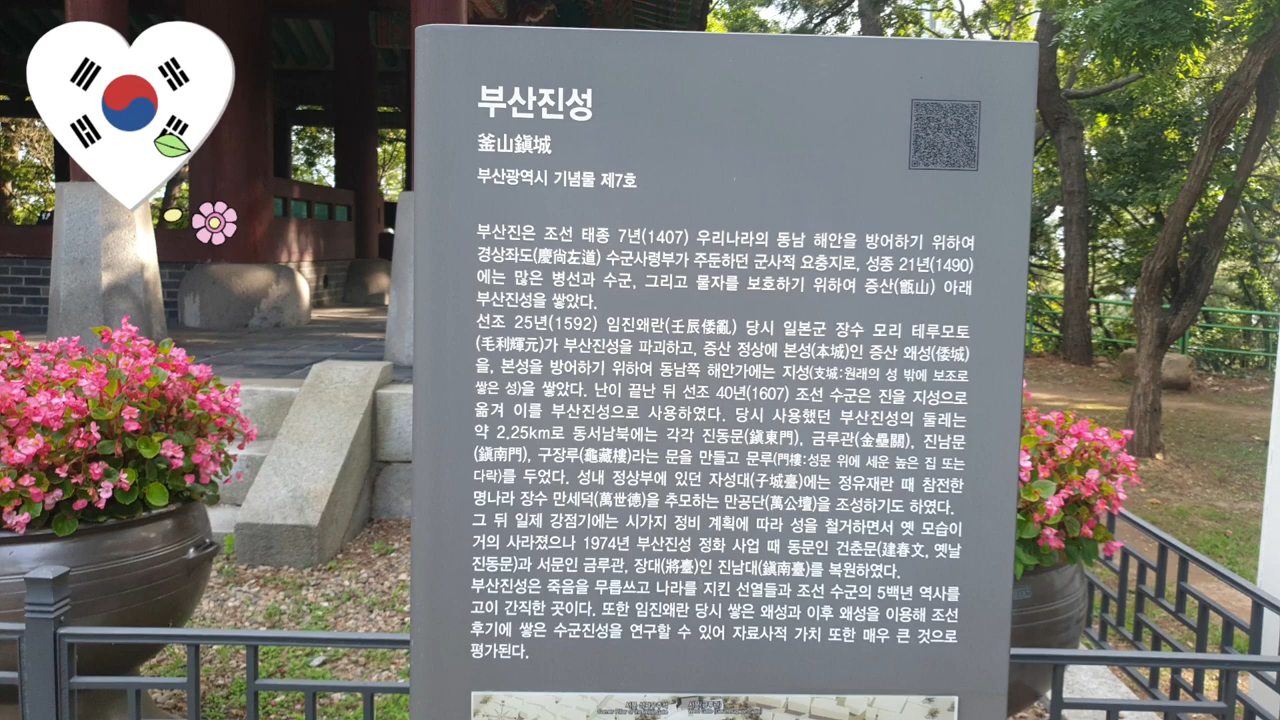 부산진성
釜山鎭城
부산광역시 기념물 제7호
부산진은 조선 태종 7년(1407) 우리나라의 동남 해안을 방어하기 위하여
경상좌도(慶尙左道) 수군사령부가 주둔하던 군사적 요충지로, 성종 21년(1490)
에는 많은 병선과 수군, 그리고 물자를 보호하기 위하여 증산(甑山) 아래
부산진성을 쌓았다.
선조 25년(1592) 임진왜란(壬辰倭亂) 당시 일본군 장수 모리 테루모토
(毛利輝元)가 부산진성을 파괴하고, 증산 정상에 본성(本城)인 증산 왜성(倭城)
을, 본성을 방어하기 위하여 동남쪽 해안가에는 지성(支城:원래의 성 밖에 보조로
쌓은 성)을 쌓았다. 난이 끝난 뒤 선조 40년(1607) 조선 수군은 진을 지성으로
옮겨 이를 부산진성으로 사용하였다. 당시 사용했던 부산진성의 둘레는
약 2.25km로 동서남북에는 각각 진동문(鎭東門), 금루관(金壘關), 진남문
(鎭南門), 구장루(龜藏樓)라는 문을 만들고 문루(門樓:성문 위에 세운 높은 집 또는
다락)를 두었다. 성내 정상부에 있던 자성대(子城臺)에는 정유재란 때 참전한
명나라 장수 만세덕(萬世德)을 추모하는 만공단(萬公壇)을 조성하기도 하였다.
그 뒤 일제 강점기에는 시가지 정비 계획에 따라 성을 철거하면서 옛 모습이
거의 사라졌으나 1974년 부산진성 정화 사업 때 동문인 건춘문(建春文, 옛날
진동문)과 서문인 금루관, 장대(將臺)인 진남대(鎭南臺)를 복원하였다.
부산진성은 죽음을 무릅쓰고 나라를 지킨 선열들과 조선 수군의 5백년 역사를
고이 간직한 곳이다. 또한 임진왜란 당시 쌓은 왜성과 이후 왜성을 이용해 조선
후기에 쌓은 수군진성을 연구할 수 있어 자료사적 가치 또한 매우 큰 것으로
평가된다.